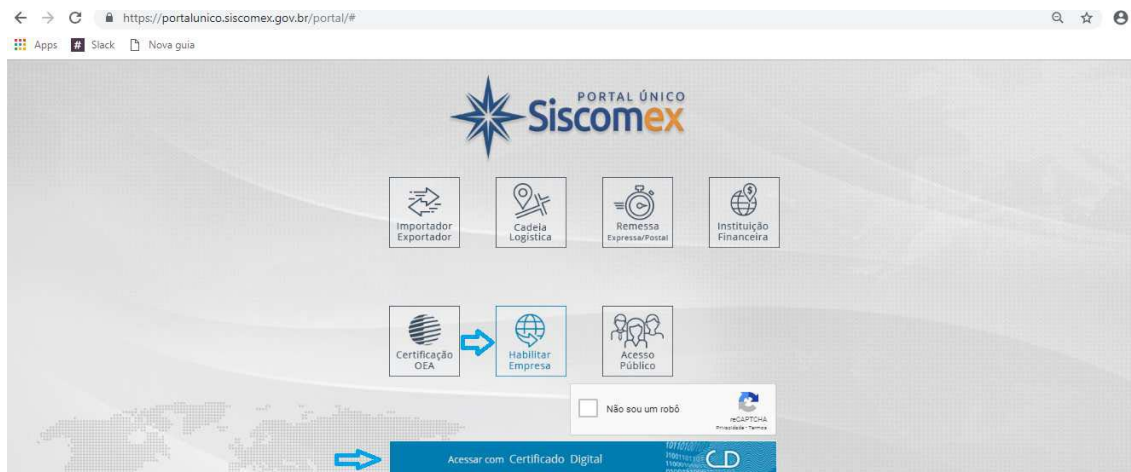 https://portalunico.siscomex.gov.br/portal/#
Apps # Slack Nova guia
PORTAL ÚNICO
Siscomex
Importador
Exportador
Cadeia
Logística
Remessa
Expressa/Postal
Instituição
Financeira
Certificação
OEA
Habilitar
Empresa
Acesso
Público
Não sou um robô
reCAPTCHA
Privacidade - Termos
Acessar com Certificado Digital
CD